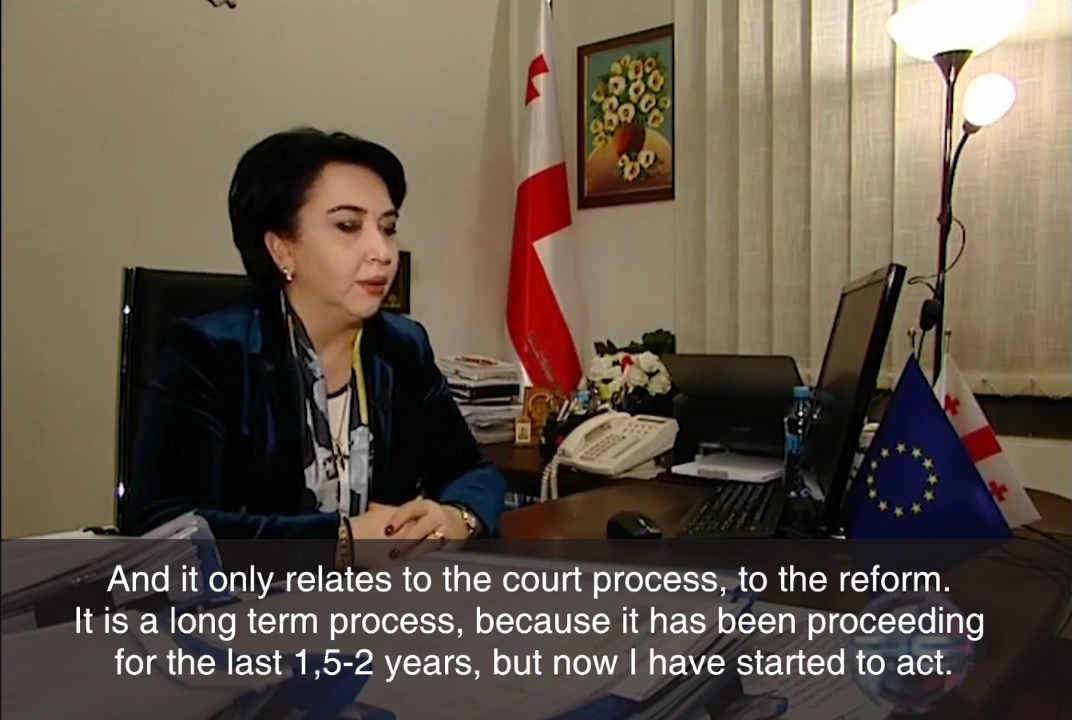 And it only relates to the court process, to the reform.
It is a long term process, because it has been proceeding
for the last 1,5-2 years, but now I have started to act.